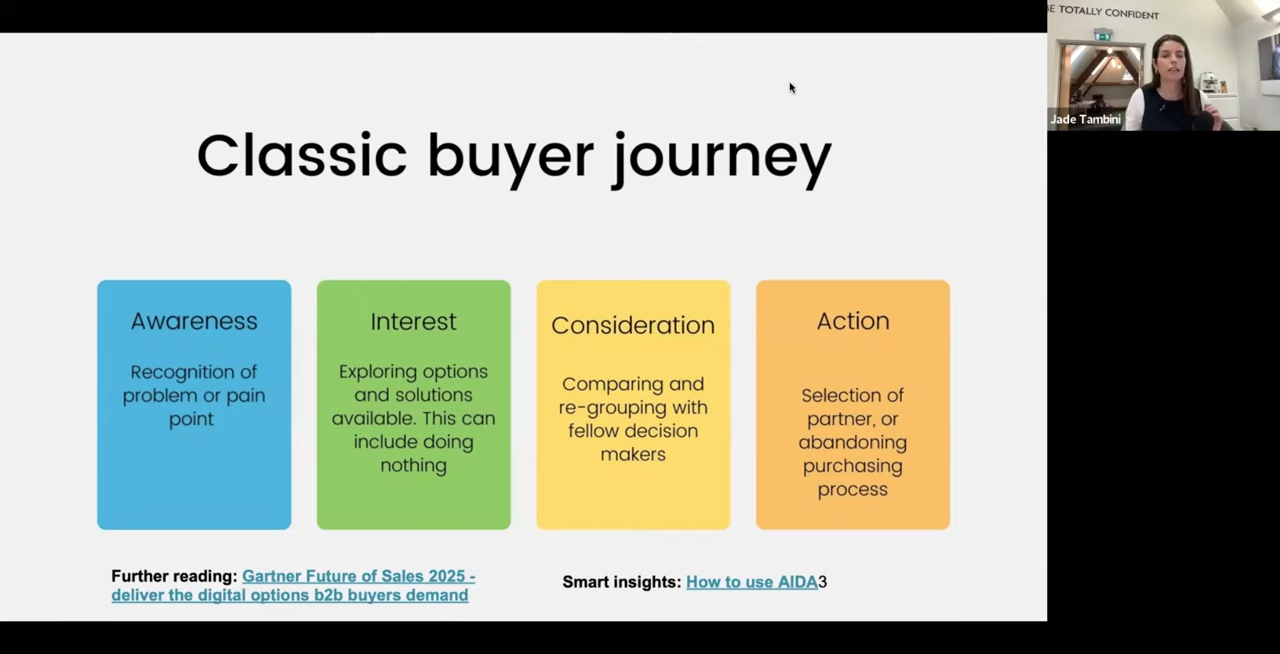 Classic buyer journey
Awareness
Recognition of
problem or pain
point
Interest
Exploring options
and solutions
available. This can
include doing
nothing
Consideration
Comparing and
re-grouping with
fellow decision
makers
Action
Selection of
partner, or
abandoning
purchasing
process
Further reading: Gartner Future of Sales 2025 -
deliver the digital options b2b buyers demand
Smart insights: How to use AIDA3
BE TOTALLY CONFIDENT
Jade Tambini